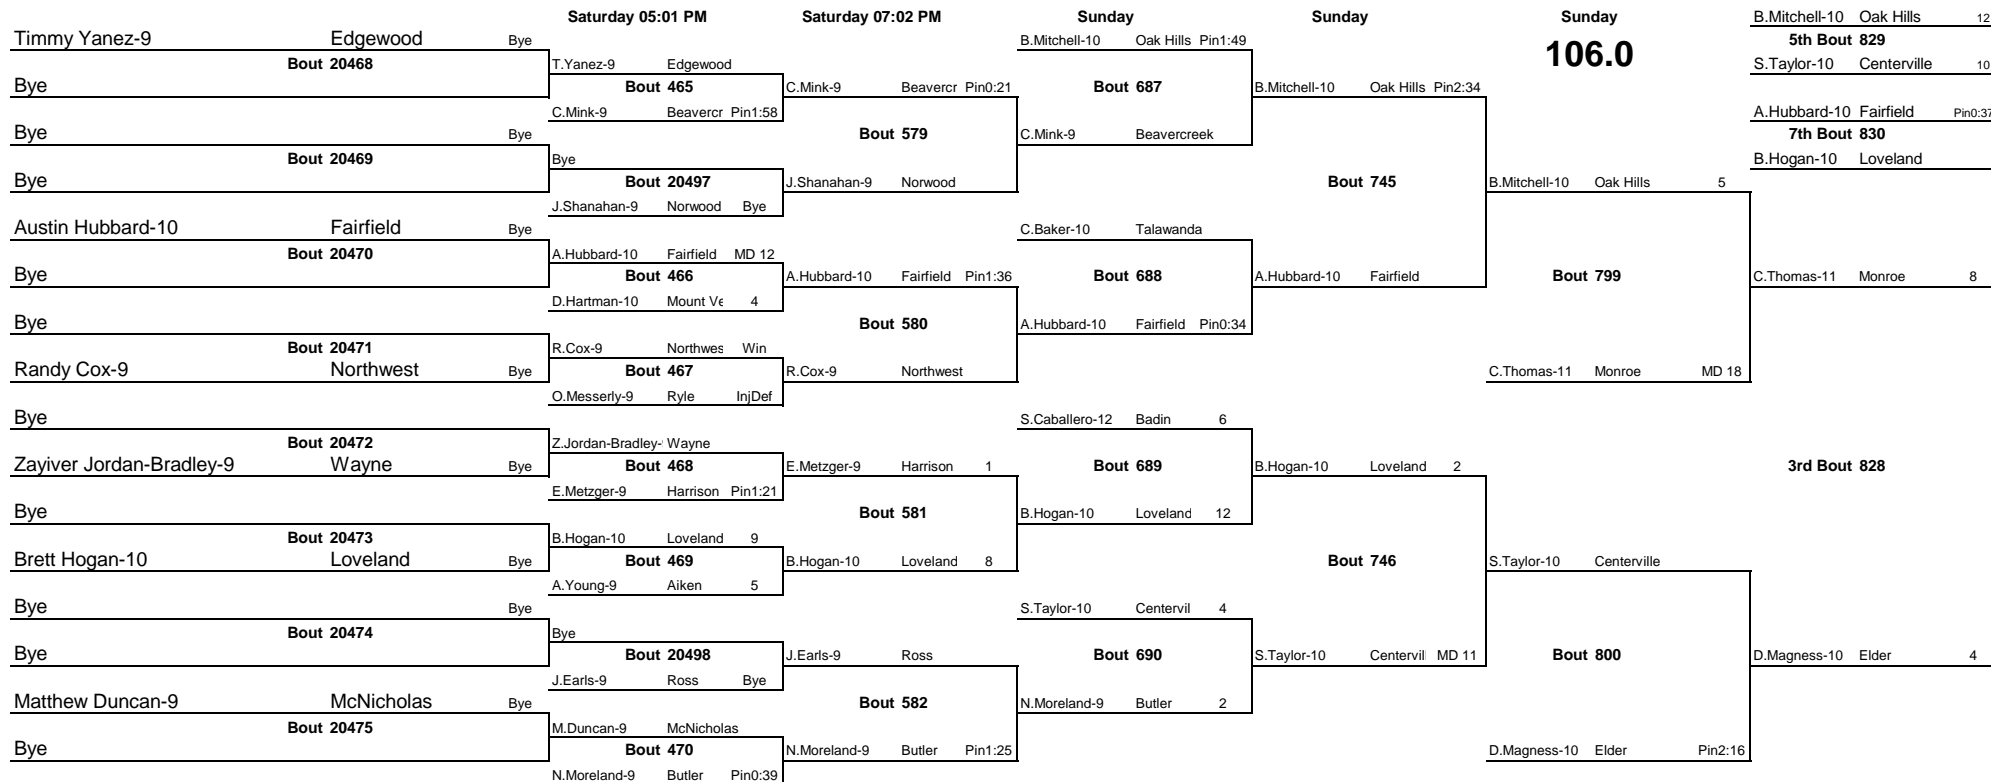 Saturday 05:01 PM Saturday 07:02 PM Sunday Sunday Sunday B.Mitchell-10 Oak Hills 12
Timmy Yanez-9 Edgewood Bye B.Mitchell-10 Oak Hills Pin1:49 5th Bout 829
106.0
Bout 20468 T.Yanez-9 Edgewood S.Taylor-10 Centerville 10
Bye Bout 465 C.Mink-9 Beavercr Pin0:21 Bout 687 B.Mitchell-10 Oak Hills Pin2:34
C.Mink-9 Beavercr Pin1:58 A.Hubbard-10 Fairfield Pin0:37
Bye Bye Bout 579 C.Mink-9 Beavercreek 7th Bout 830
Bout 20469 Bye B.Hogan-10 Loveland
Bye Bout 20497 J.Shanahan-9 Norwood Bout 745 B.Mitchell-10 Oak Hills 5
J.Shanahan-9 Norwood Bye
Austin Hubbard-10 Fairfield Bye C.Baker-10 Talawanda
Bout 20470 A.Hubbard-10 Fairfield MD 12
Bye Bout 466 A.Hubbard-10 Fairfield Pin1:36 Bout 688 A.Hubbard-10 Fairfield Bout 799 C.Thomas-11 Monroe 8
D.Hartman-10 Mount Ve 4
Bye Bout 580 A.Hubbard-10 Fairfield Pin0:34
Bout 20471 R.Cox-9 Northwes Win
Randy Cox-9 Northwest Bye Bout 467 R.Cox-9 Northwest C.Thomas-11 Monroe MD 18
O.Messerly-9 Ryle InjDef
Bye S.Caballero-12 Badin 6
Bout 20472 Z.Jordan-Bradley- Wayne
Zayiver Jordan-Bradley-9 Wayne Bye Bout 468 E.Metzger-9 Harrison 1 Bout 689 B.Hogan-10 Loveland 2 3rd Bout 828
E.Metzger-9 Harrison Pin1:21
Bye Bout 581 B.Hogan-10 Loveland 12
Bout 20473 B.Hogan-10 Loveland 9
Brett Hogan-10 Loveland Bye Bout 469 B.Hogan-10 Loveland 8 Bout 746 S.Taylor-10 Centerville
A.Young-9 Aiken 5
Bye Bye S.Taylor-10 Centervil 4
Bout 20474 Bye
Bye Bout 20498 J.Earls-9 Ross Bout 690 S.Taylor-10 Centervil MD 11 Bout 800 D.Magness-10 Elder 4
J.Earls-9 Ross Bye
Matthew Duncan-9 McNicholas Bye Bout 582 N.Moreland-9 Butler 2
Bout 20475 M.Duncan-9 McNicholas
Bye Bout 470 N.Moreland-9 Butler Pin1:25 D.Magness-10 Elder Pin2:16
N.Moreland-9 Butler Pin0:39